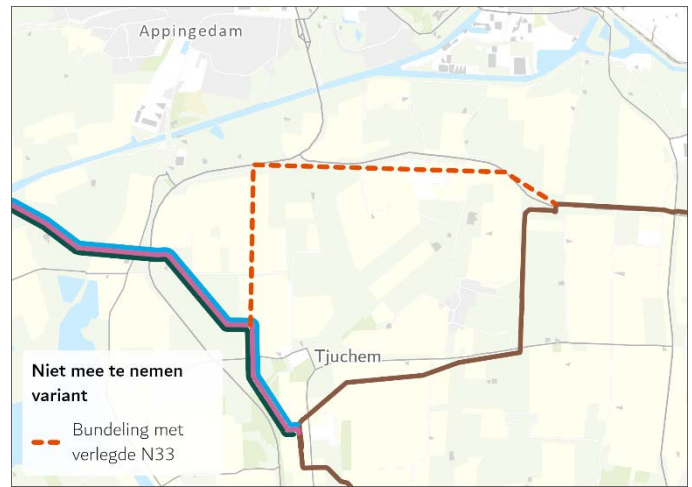 Appingedam
Tjuchem
Niet mee te nemen
variant
Bundeling met
verlegde N33